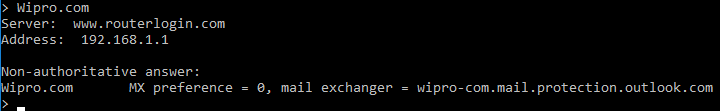 > Wipro.com
Server:  www.routerlogin.com
Address:  192.168.1.1
Non-authoritative answer:
Wipro.com       MX preference = 0, mail exchanger = wipro-com.mail.protection.outlook.com
>